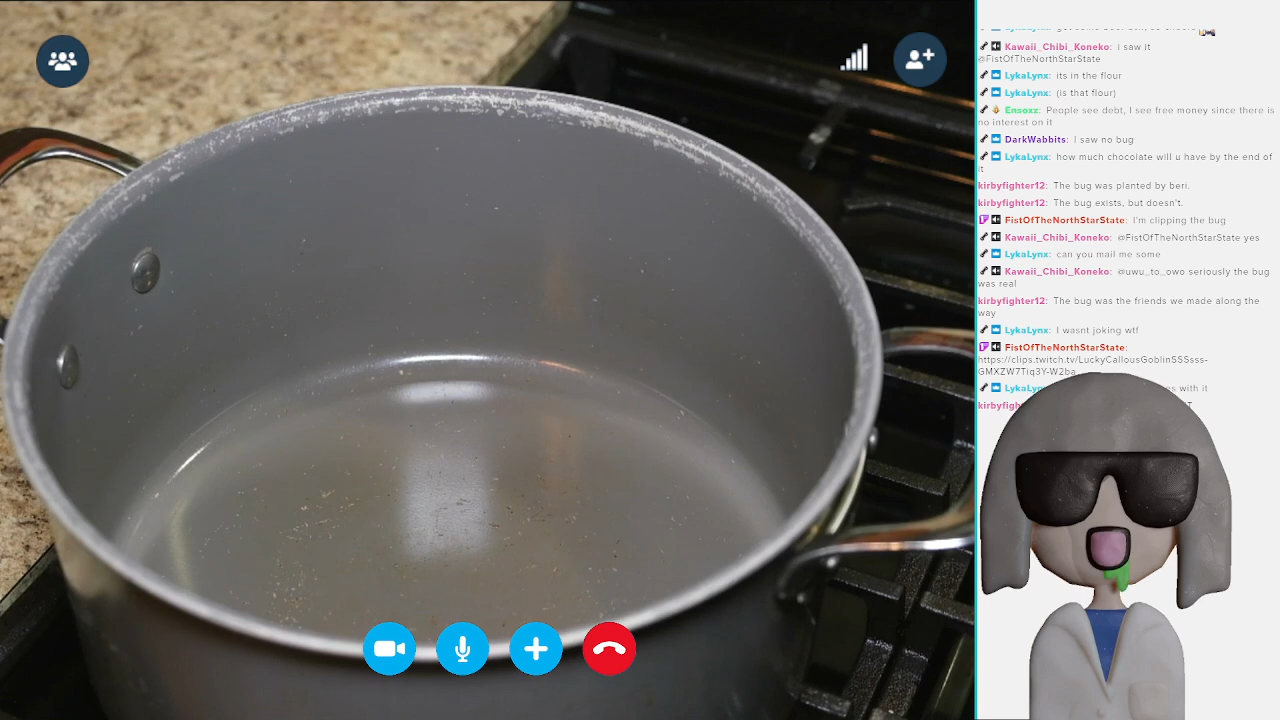 Kawaii_Chibi_Koneko: i saw it
@FistOfTheNorthStarState
LykaLynx: its in the flour
LykaLynx: (is that flour)
Ensoxz: People see debt, I see free money since there is
no interest on it
DarkWabbits: I saw no bug
LykaLynx: how much chocolate will u have by the end of
it
kirbyfighter12: The bug was planted by beri.
kirbyfighter12: The bug exists, but doesn't.
FistOfTheNorthStarState: I'm clipping the bug
Kawaii_Chibi_Koneko: @FistOfTheNorthStarState yes
LykaLynx: can you mail me some
Kawaii_Chibi_Koneko: @uwu_to_owo seriously the bug
was real
kirbyfighter12: The bug was the friends we made along the
way
LykaLynx: I wasnt joking wtf
FistOfTheNorthStarState:
https://clips.twitch.tv/LuckyCallousGoblinSSSsss-
GMXZW7Tiq3Y-W2ba
with it